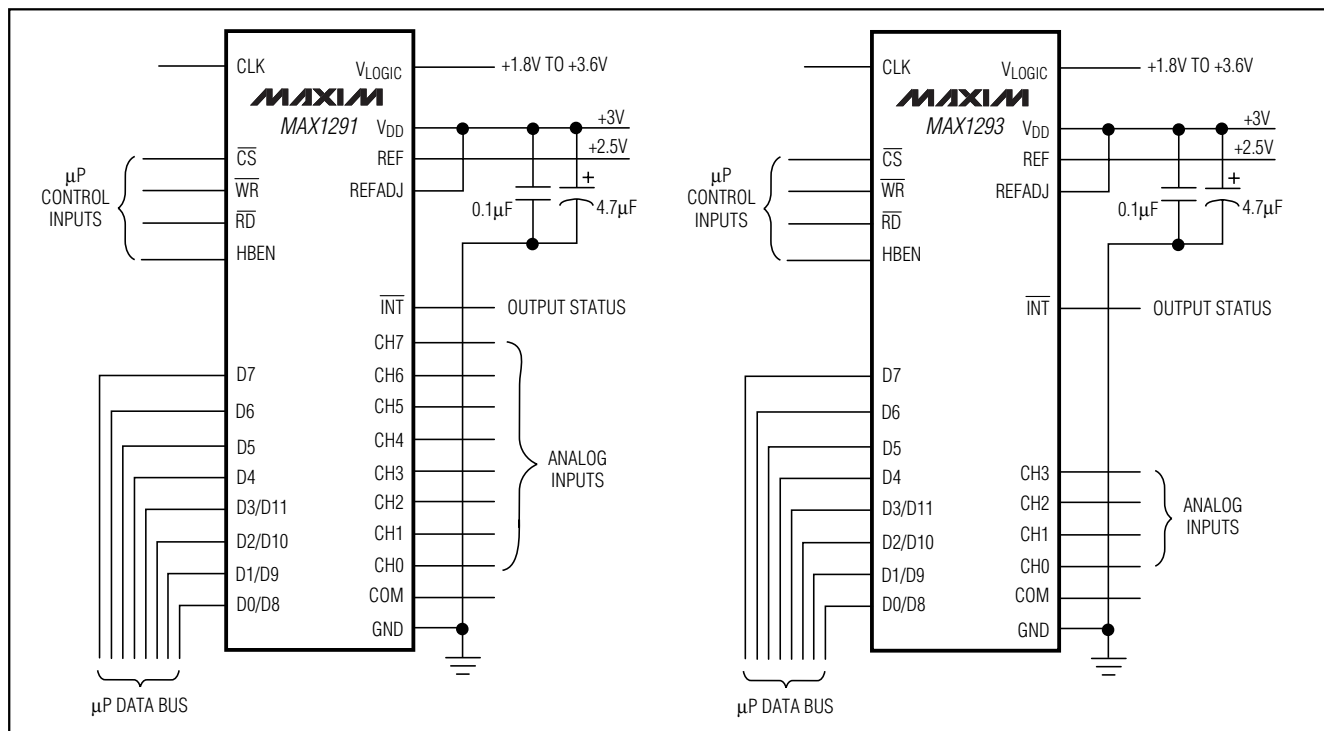 CLK
VLOGIC
+1.8V TO +3.6V
MAXIM
MAX1291
VDD
+3V
REF
+2.5V
REFADJ
μP
CONTROL
INPUTS
CS
WR
RD
HBEN
+
0.1μF
4.7μF
INT
OUTPUT STATUS
CH7
CH6
CH5
CH4
CH3
CH2
CH1
CH0
COM
GND
ANALOG
INPUTS
D7
D6
D5
D4
D3/D11
D2/D10
D1/D9
D0/D8
μP DATA BUS
CLK
VLOGIC
+1.8V TO +3.6V
MAXIM
MAX1293
VDD
+3V
REF
+2.5V
REFADJ
μP
CONTROL
INPUTS
CS
WR
RD
HBEN
+
0.1μF
4.7μF
INT
OUTPUT STATUS
CH3
CH2
CH1
CH0
COM
GND
ANALOG
INPUTS
D7
D6
D5
D4
D3/D11
D2/D10
D1/D9
D0/D8
μP DATA BUS